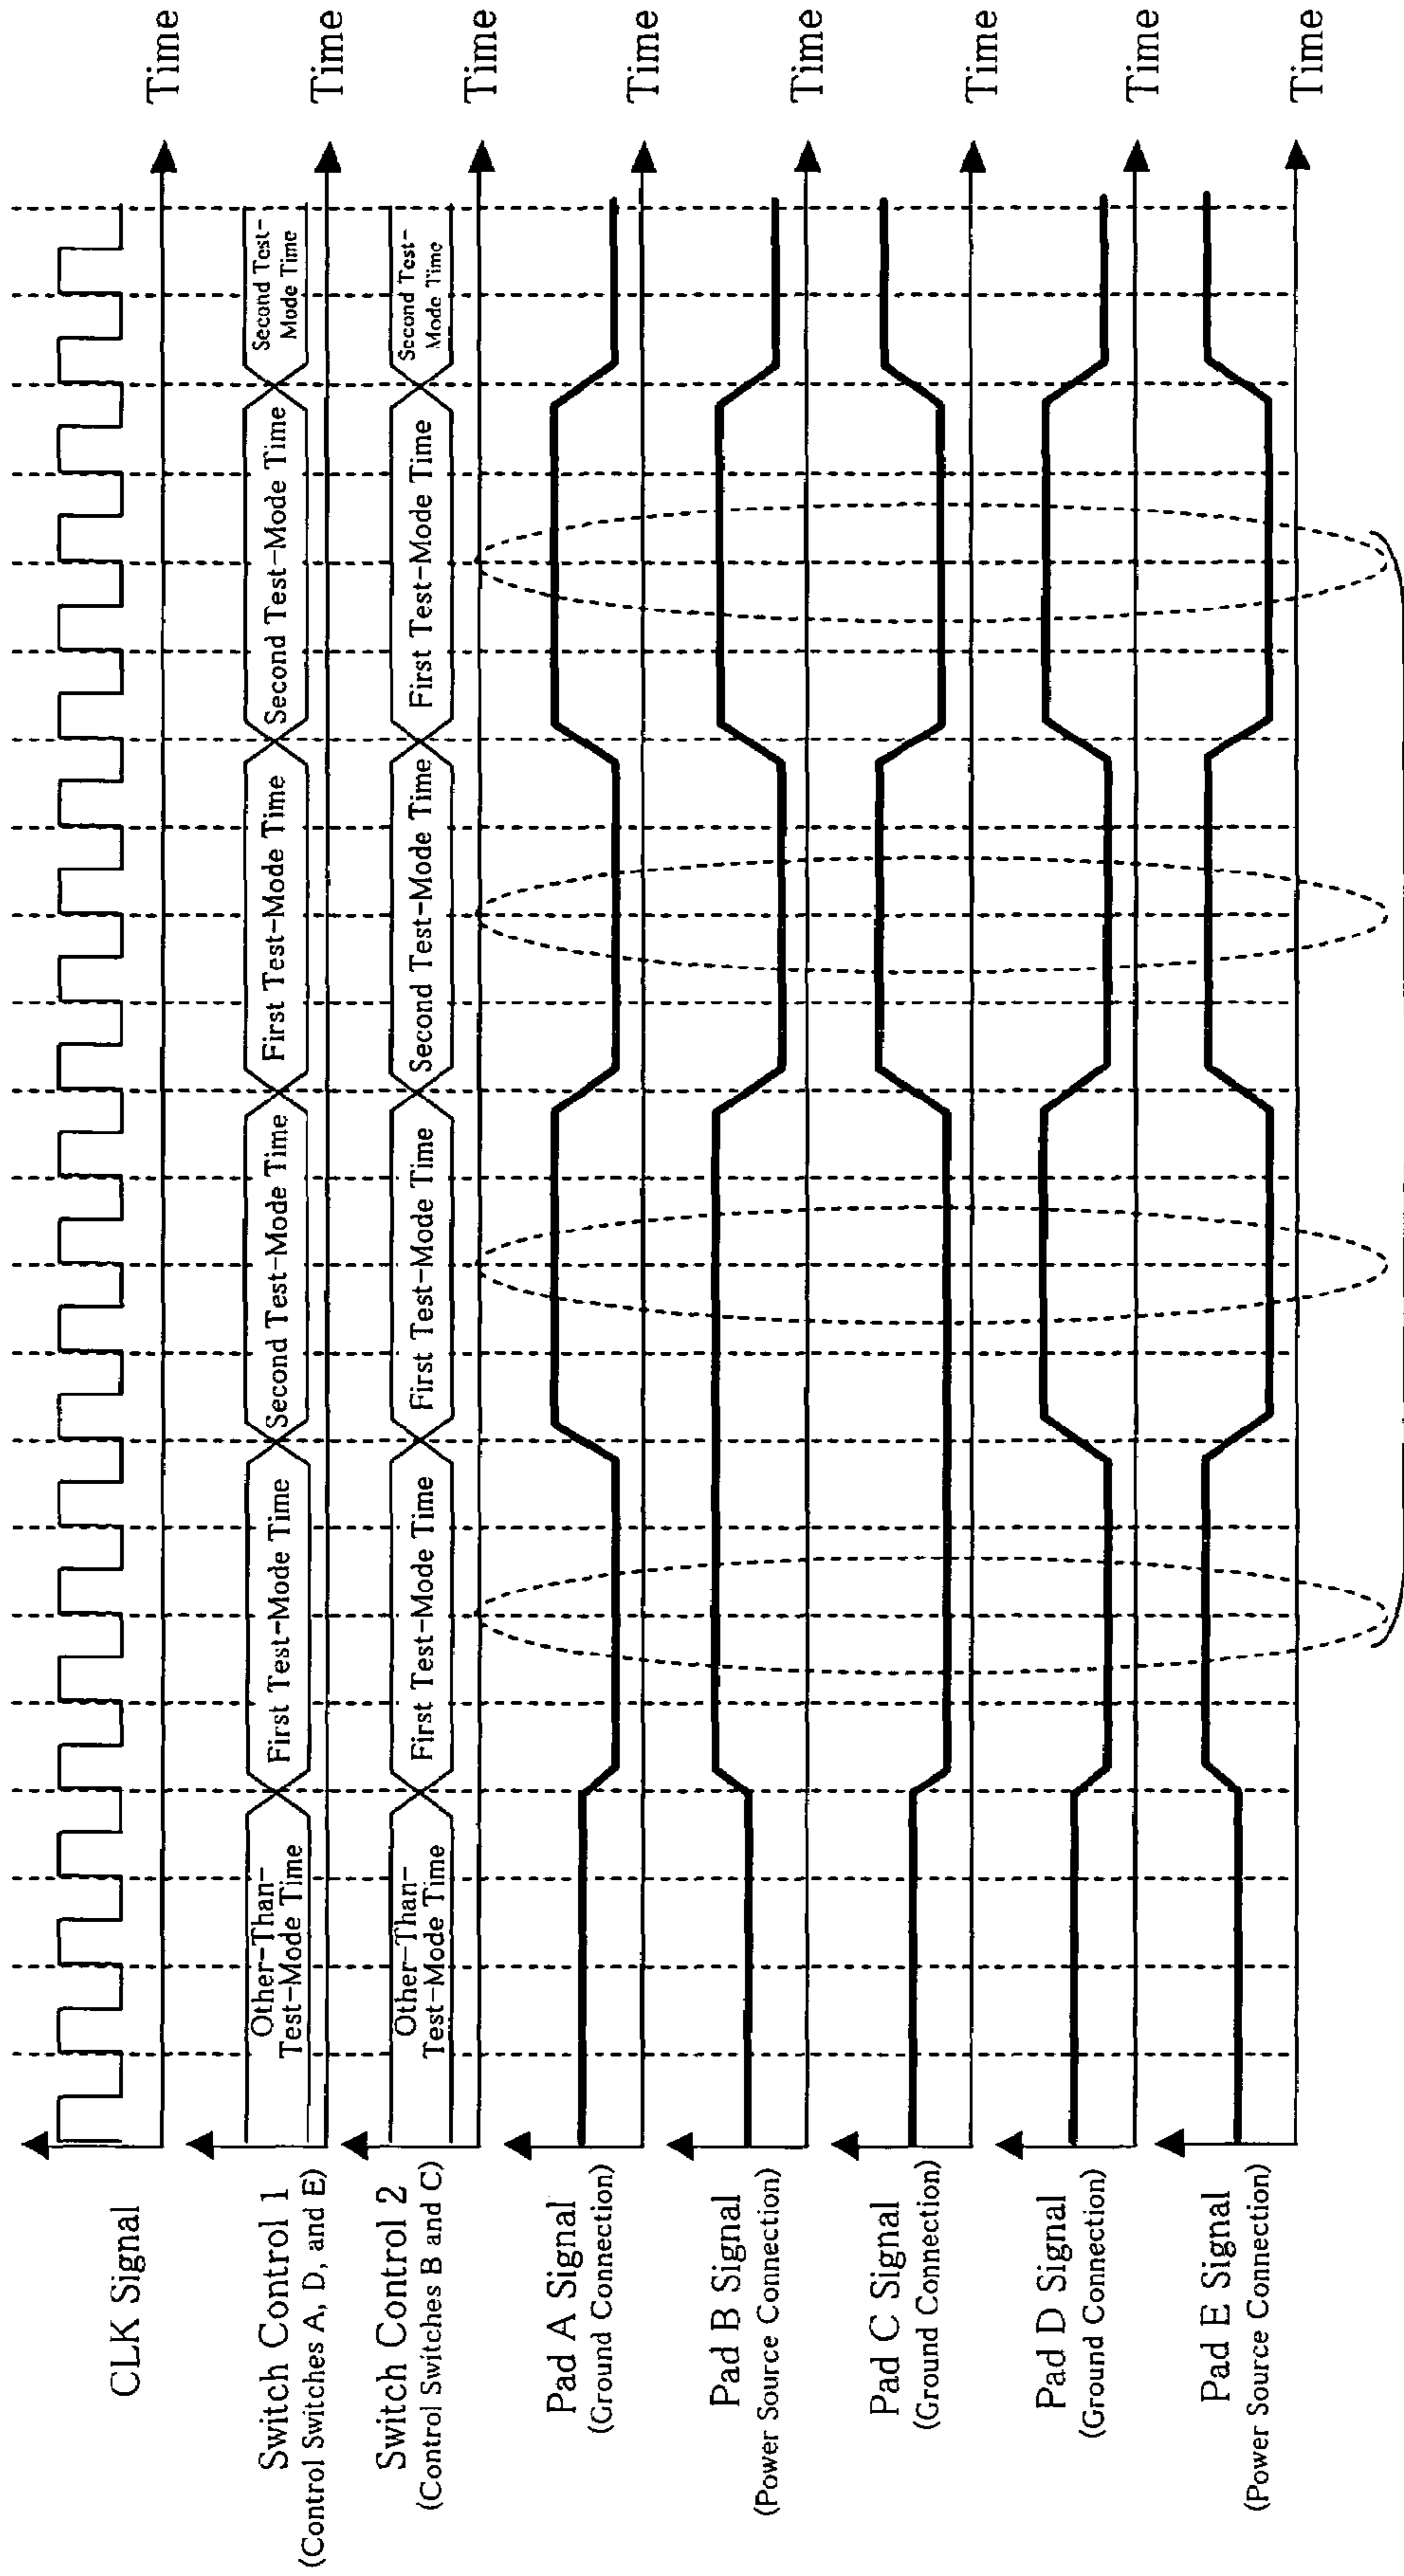 CLK Signal
Time
Switch Control 1
(Control Switches A, D, and E)
Other-Than-
Test-Mode Time
First Test-Mode Time
Second Test-Mode Time
First Test-Mode Time
Second Test-Mode Time
Second Test-
Mode Time
Time
Switch Control 2
(Control Switches B and C)
Other-Than-
Test-Mode Time
First Test-Mode Time
First Test-Mode Time
Second Test-Mode Time
First Test-Mode Time
Second Test-
Mode Time
Time
Pad A Signal
(Ground Connection)
Time
Pad B Signal
(Power Source Connection)
Time
Pad C Signal
(Ground Connection)
Time
Pad D Signal
(Ground Connection)
Time
Pad E Signal
(Power Source Connection)
Time